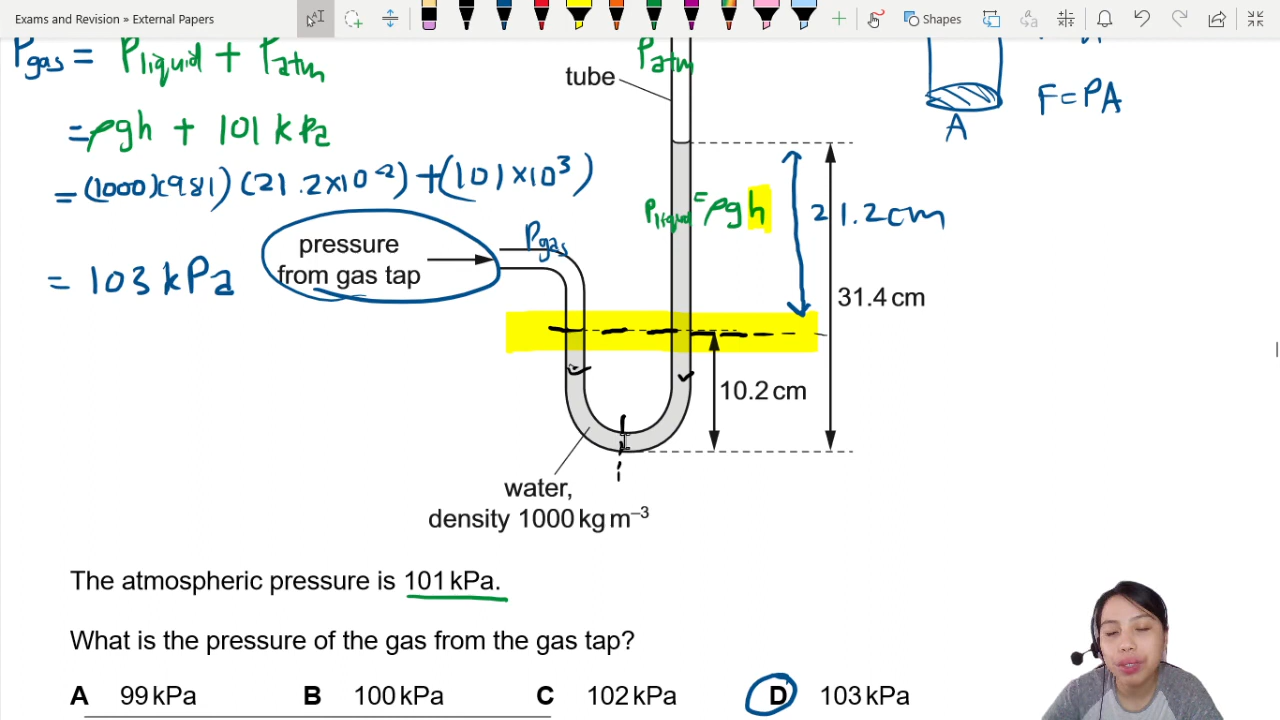 Exams and Revision » External Papers
Shapes
Pgas = Pliquid + Patm
= ρgh + 101 kPa
= (1000)(9.81)(21.2×10⁻²) + (101×10³)
= 103 kPa
Patm
tube
F = PA
A
Pliquid = ρgh
21.2cm
pressure
from gas tap
Pgas
31.4 cm
10.2 cm
water,
density 1000 kg m⁻³
The atmospheric pressure is 101 kPa.
What is the pressure of the gas from the gas tap?
A 99 kPa B 100 kPa C 102 kPa D 103 kPa